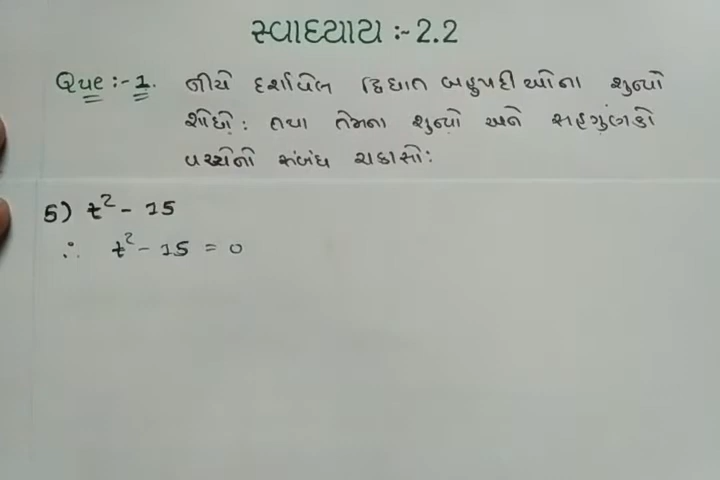 સ્વાધ્યાય :- 2.2
Que :- 1. નીચે દર્શાવેલ દ્વિઘાત બહુપદીઓના શુન્યો
શોધો : તથા તેમના શુન્યો અને સહગુણકો
વચ્ચેનો સંબંધ ચકાસો :
5) t² - 15
∴ t² - 15 = 0